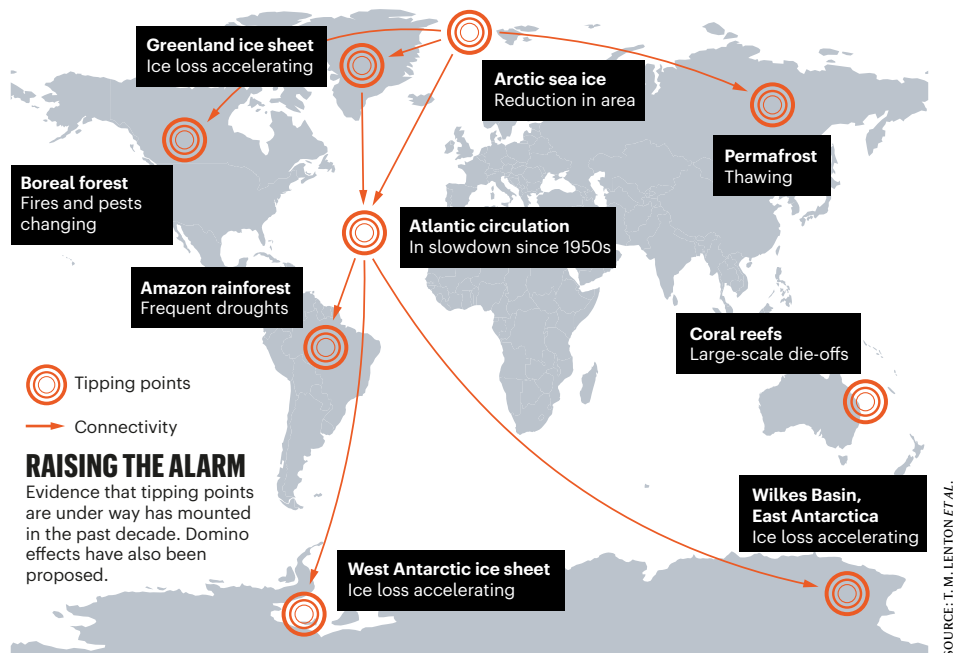 Greenland ice sheet
Ice loss accelerating
Arctic sea ice
Reduction in area
Permafrost
Thawing
Boreal forest
Fires and pests
changing
Atlantic circulation
In slowdown since 1950s
Amazon rainforest
Frequent droughts
Coral reefs
Large-scale die-offs
Tipping points
Connectivity
RAISING THE ALARM
Evidence that tipping points
are under way has mounted
in the past decade. Domino
effects have also been
proposed.
Wilkes Basin,
East Antarctica
Ice loss accelerating
West Antarctic ice sheet
Ice loss accelerating
SOURCE: T. M. LENTON ET AL.